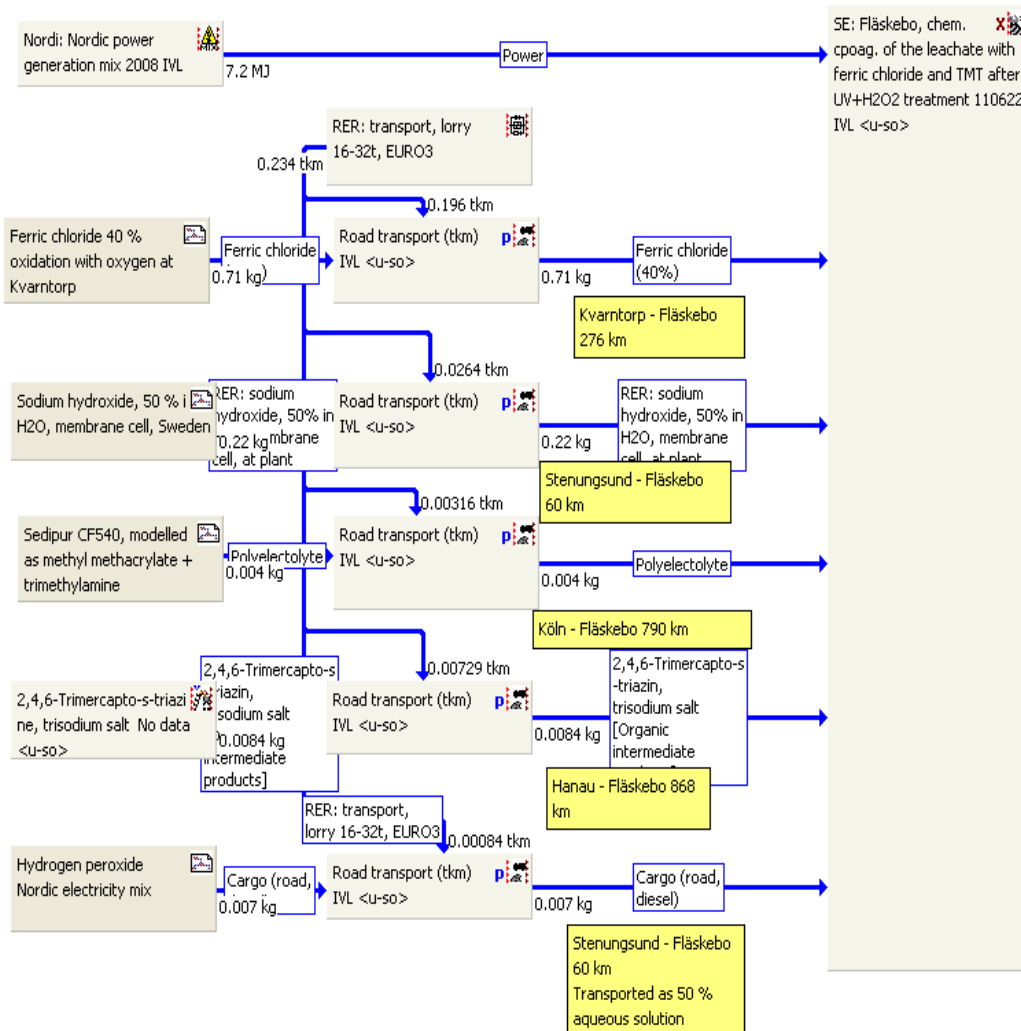 Nordi: Nordic power
generation mix 2008 IVL
7.2 MJ
Power
SE: Fläskebo, chem.
cpoag. of the leachate with
ferric chloride and TMT after
UV+H2O2 treatment 110622
IVL <u-so>
RER: transport, lorry
16-32t, EURO3
0.234 tkm
0.196 tkm
Ferric chloride 40 %
oxidation with oxygen at
Kvarntorp
Ferric chloride
0.71 kg
Road transport (tkm)
IVL <u-so>
0.71 kg
Ferric chloride
(40%)
Kvarntorp - Fläskebo
276 km
0.0264 tkm
Sodium hydroxide, 50 % i
H2O, membrane cell, Sweden
RER: sodium
hydroxide, 50% in
0.22 kg mbrane
cell, at plant
Road transport (tkm)
IVL <u-so>
0.22 kg
RER: sodium
hydroxide, 50% in
H2O, membrane
cell, at plant
Stenungsund - Fläskebo
60 km
0.00316 tkm
Sedipur CF540, modelled
as methyl methacrylate +
trimethylamine
Polyelectolyte
0.004 kg
Road transport (tkm)
IVL <u-so>
0.004 kg
Polyelectolyte
Köln - Fläskebo 790 km
0.00729 tkm
2,4,6-Trimercapto-s-triazi
ne, trisodium salt No data
<u-so>
2,4,6-Trimercapto-s
-triazin,
trisodium salt
0.0084 kg
intermediate
products]
Road transport (tkm)
IVL <u-so>
0.0084 kg
2,4,6-Trimercapto-s
-triazin,
trisodium salt
[Organic
intermediate
Hanau - Fläskebo 868
km
RER: transport,
lorry 16-32t, EURO3
0.00084 tkm
Hydrogen peroxide
Nordic electricity mix
Cargo (road,
0.007 kg
Road transport (tkm)
IVL <u-so>
0.007 kg
Cargo (road,
diesel)
Stenungsund - Fläskebo
60 km
Transported as 50 %
aqueous solution